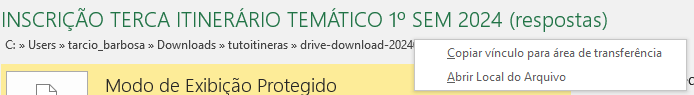 INSCRIÇÃO TERCA ITINERÁRIO TEMÁTICO 1º SEM 2024 (respostas)
C: » Users » tarcio_barbosa » Downloads » tutoitineras » drive-download-2024
Copiar vínculo para área de transferência
Abrir Local do Arquivo
Modo de Exibição Protegido